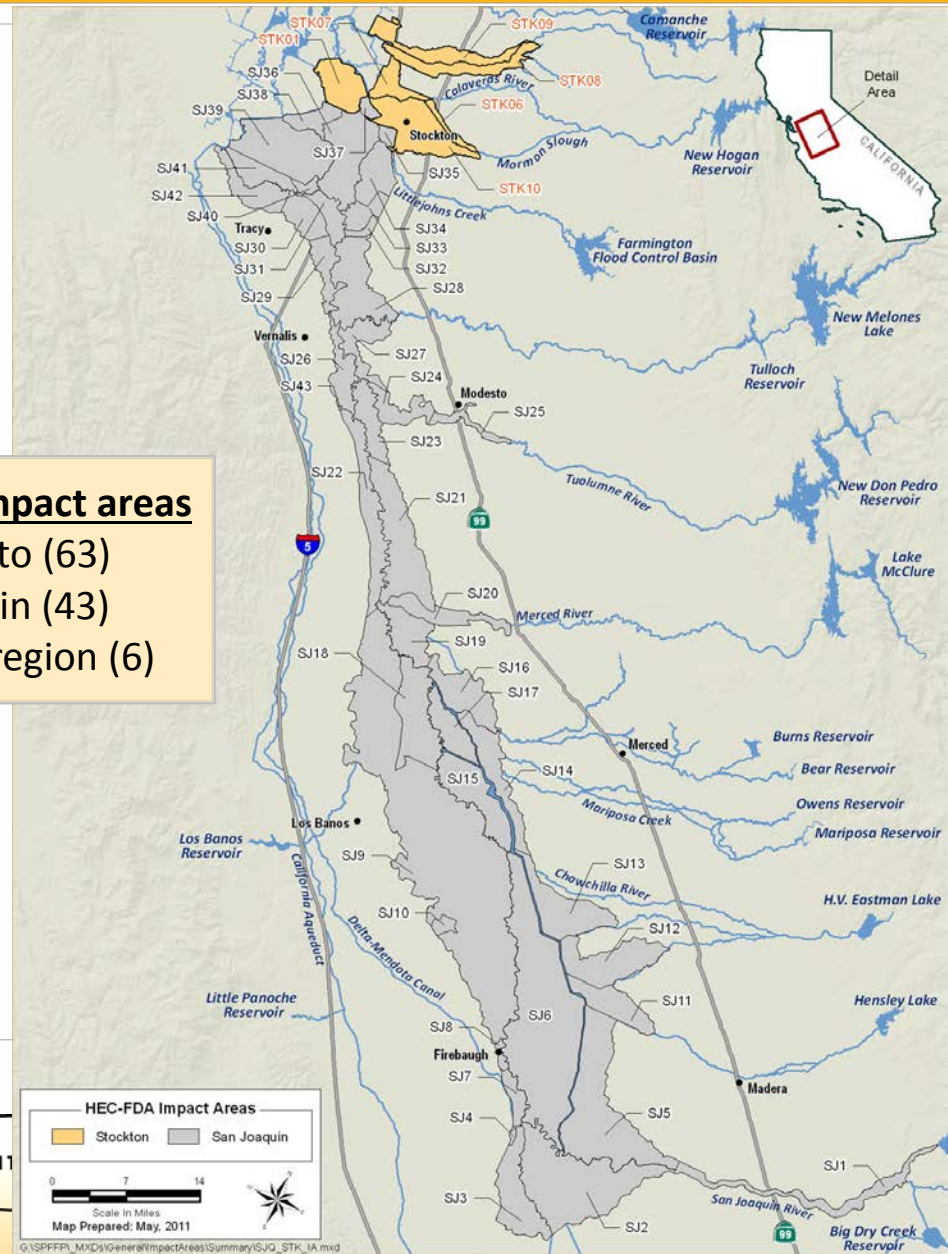 Camanche
Reservoir
STK09
STK07
STK01
SJ36
SJ38
SJ39
STK08
Calaveras River
STK06
Stockton
Mormon Slough
New Hogan
Reservoir
Detail
Area
CALIFORNIA
SJ37
SJ35
STK10
SJ41
SJ42
SJ40
Littlejohns Creek
Tracy
SJ30
SJ31
SJ34
SJ33
SJ32
Farmington
Flood Control Basin
SJ29
SJ28
New Melones
Lake
Vernalis
SJ27
SJ26
SJ43
SJ24
Tulloch
Reservoir
Modesto
SJ25
SJ23
SJ22
SJ21
Tuolumne River
New Don Pedro
Reservoir
99
5
Lake
McClure
mpact areas
to (63)
in (43)
region (6)
SJ20
Merced River
SJ19
SJ18
SJ16
SJ17
Merced
Burns Reservoir
Bear Reservoir
SJ15
SJ14
Owens Reservoir
Mariposa Creek
Mariposa Reservoir
Los Banos
Los Banos
Reservoir
California Aqueduct
SJ9
SJ13
Chowchilla River
H.V. Eastman Lake
SJ10
Delta-Mendota Canal
SJ12
SJ11
Hensley Lake
Little Panoche
Reservoir
SJ8
SJ6
Firebaugh
SJ7
Madera
SJ4
SJ5
SJ1
SJ3
SJ2
San Joaquin River
99
Big Dry Creek
Reservoir
HEC-FDA Impact Areas
Stockton San Joaquin
0 7 14
Scale In Miles
Map Prepared: May, 2011
N
G:\SPFFP\_MXDs\GeneralImpactAreas\Summary\SJQ_STK_IA.mxd